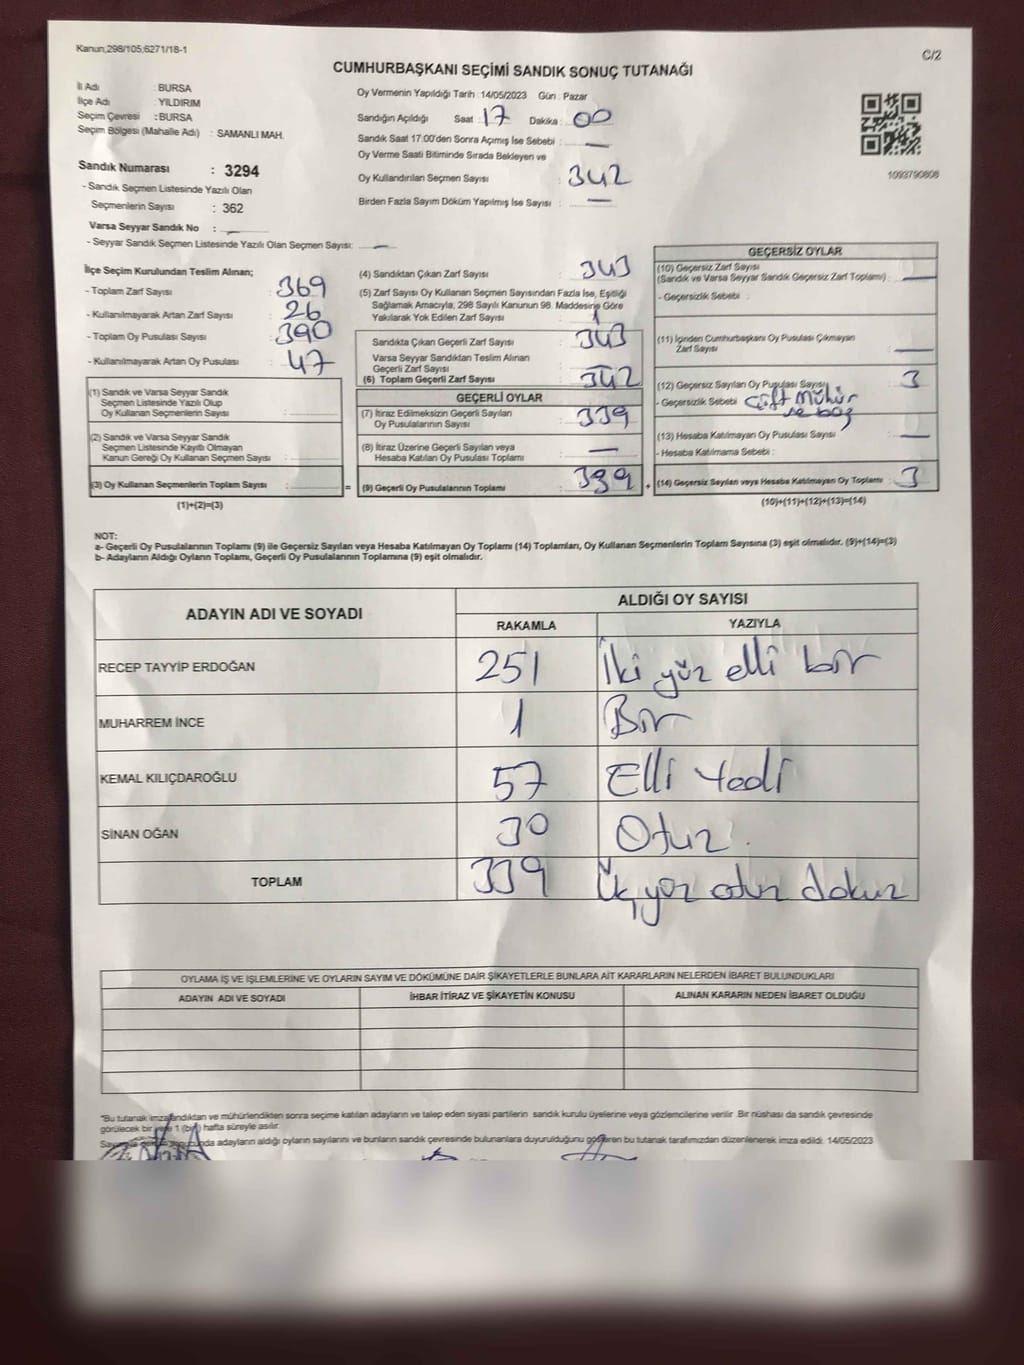 Kanun,298/105;6271/18-1
C/2
CUMHURBAŞKANI SEÇİMİ SANDIK SONUÇ TUTANAĞI
İl Adı : BURSA
İlçe Adı : YILDIRIM
Seçim Çevresi : BURSA
Seçim Bölgesi (Mahalle Adı) : SAMANLI MAH.
Sandık Numarası : 3294
- Sandık Seçmen Listesinde Yazılı Olan
Seçmenlerin Sayısı : 362
Varsa Seyyar Sandık No : —
- Seyyar Sandık Seçmen Listesinde Yazılı Olan Seçmen Sayısı: —
Oy Vermenin Yapıldığı Tarih : 14/05/2023 Gün : Pazar
Sandığın Açıldığı Saat : 17 Dakika : 00
Sandık Saat 17:00'den Sonra Açımış İse Sebebi : —
Oy Verme Saati Bitiminde Sırada Bekleyen ve
Oy Kullandırılan Seçmen Sayısı : 342
Birden Fazla Sayım Döküm Yapılmış İse Sayısı : —
1093790808
İlçe Seçim Kurulundan Teslim Alınan;
- Toplam Zarf Sayısı : 369
- Kullanılmayarak Artan Zarf Sayısı : 26
- Toplam Oy Pusulası Sayısı : 390
- Kullanılmayarak Artan Oy Pusulası : 47
(1) Sandık ve Varsa Seyyar Sandık
Seçmen Listesinde Yazılı Olup
Oy Kullanan Seçmenlerin Sayısı :
(2) Sandık ve Varsa Seyyar Sandık
Seçmen Listesinde Kayıtlı Olmayan
Kanun Gereği Oy Kullanan Seçmen Sayısı :
(3) Oy Kullanan Seçmenlerin Toplam Sayısı :
(1)+(2)=(3)
(4) Sandıktan Çıkan Zarf Sayısı : 343
(5) Zarf Sayısı Oy Kullanan Seçmen Sayısından Fazla İse, Eşitliği
Sağlamak Amacıyla, 298 Sayılı Kanunun 98. Maddesine Göre
Yakılarak Yok Edilen Zarf Sayısı : 1
Sandıkta Çıkan Geçerli Zarf Sayısı : 343
Varsa Seyyar Sandıktan Teslim Alınan
Geçerli Zarf Sayısı :
(6) Toplam Geçerli Zarf Sayısı : 342
GEÇERLİ OYLAR
(7) İtiraz Edilmeksizin Geçerli Sayılan
Oy Pusulalarının Sayısı : 339
(8) İtiraz Üzerine Geçerli Sayılan veya
Hesaba Katılan Oy Pusulası Toplamı : —
= (9) Geçerli Oy Pusulalarının Toplamı : 339 +
GEÇERSİZ OYLAR
(10) Geçersiz Zarf Sayısı
(Sandık ve Varsa Seyyar Sandık Geçersiz Zarf Toplamı) : —
- Geçersizlik Sebebi :
(11) İçinden Cumhurbaşkanı Oy Pusulası Çıkmayan
Zarf Sayısı : —
(12) Geçersiz Sayılan Oy Pusulası Sayısı : 3
- Geçersizlik Sebebi : Çift Mühür
ve boş
(13) Hesaba Katılmayan Oy Pusulası Sayısı : —
- Hesaba Katılmama Sebebi :
(14) Geçersiz Sayılan veya Hesaba Katılmayan Oy Toplamı : 3
(10)+(11)+(12)+(13)=(14)
NOT:
a- Geçerli Oy Pusulalarının Toplamı (9) ile Geçersiz Sayılan veya Hesaba Katılmayan Oy Toplamı (14) Toplamları, Oy Kullanan Seçmenlerin Toplam Sayısına (3) eşit olmalıdır. (9)+(14)=(3)
b- Adayların Aldığı Oyların Toplamı, Geçerli Oy Pusulalarının Toplamına (9) eşit olmalıdır.
ADAYIN ADI VE SOYADI
ALDIĞI OY SAYISI
RAKAMLA YAZIYLA
RECEP TAYYİP ERDOĞAN 251 İki yüz elli bir
MUHARREM İNCE 1 Bir
KEMAL KILIÇDAROĞLU 57 Elli Yedi
SİNAN OĞAN 30 Otuz.
TOPLAM 339 Üç yüz otuz dokuz
OYLAMA İŞ VE İŞLEMLERİNE VE OYLARIN SAYIM VE DÖKÜMÜNE DAİR ŞİKAYETLERLE BUNLARA AİT KARARLARIN NELERDEN İBARET BULUNDUKLARI
ADAYIN ADI VE SOYADI İHBAR İTİRAZ VE ŞİKAYETİN KONUSU ALINAN KARARIN NEDEN İBARET OLDUĞU
"Bu tutanak imzalandıktan ve mühürlendikten sonra seçime katılan adayların ve talep eden siyasi partilerin sandık kurulu üyelerine veya gözlemcilerine verilir .Bir nüshası da sandık çevresinde
görülecek bir yere 1 (bir) hafta süreyle asılır.
adayların aldığı oyların sayılarını ve bunların sandık çevresinde bulunanlara duyurulduğunu gösteren bu tutanak tarafımızdan düzenlenerek imza edildi. 14/05/2023